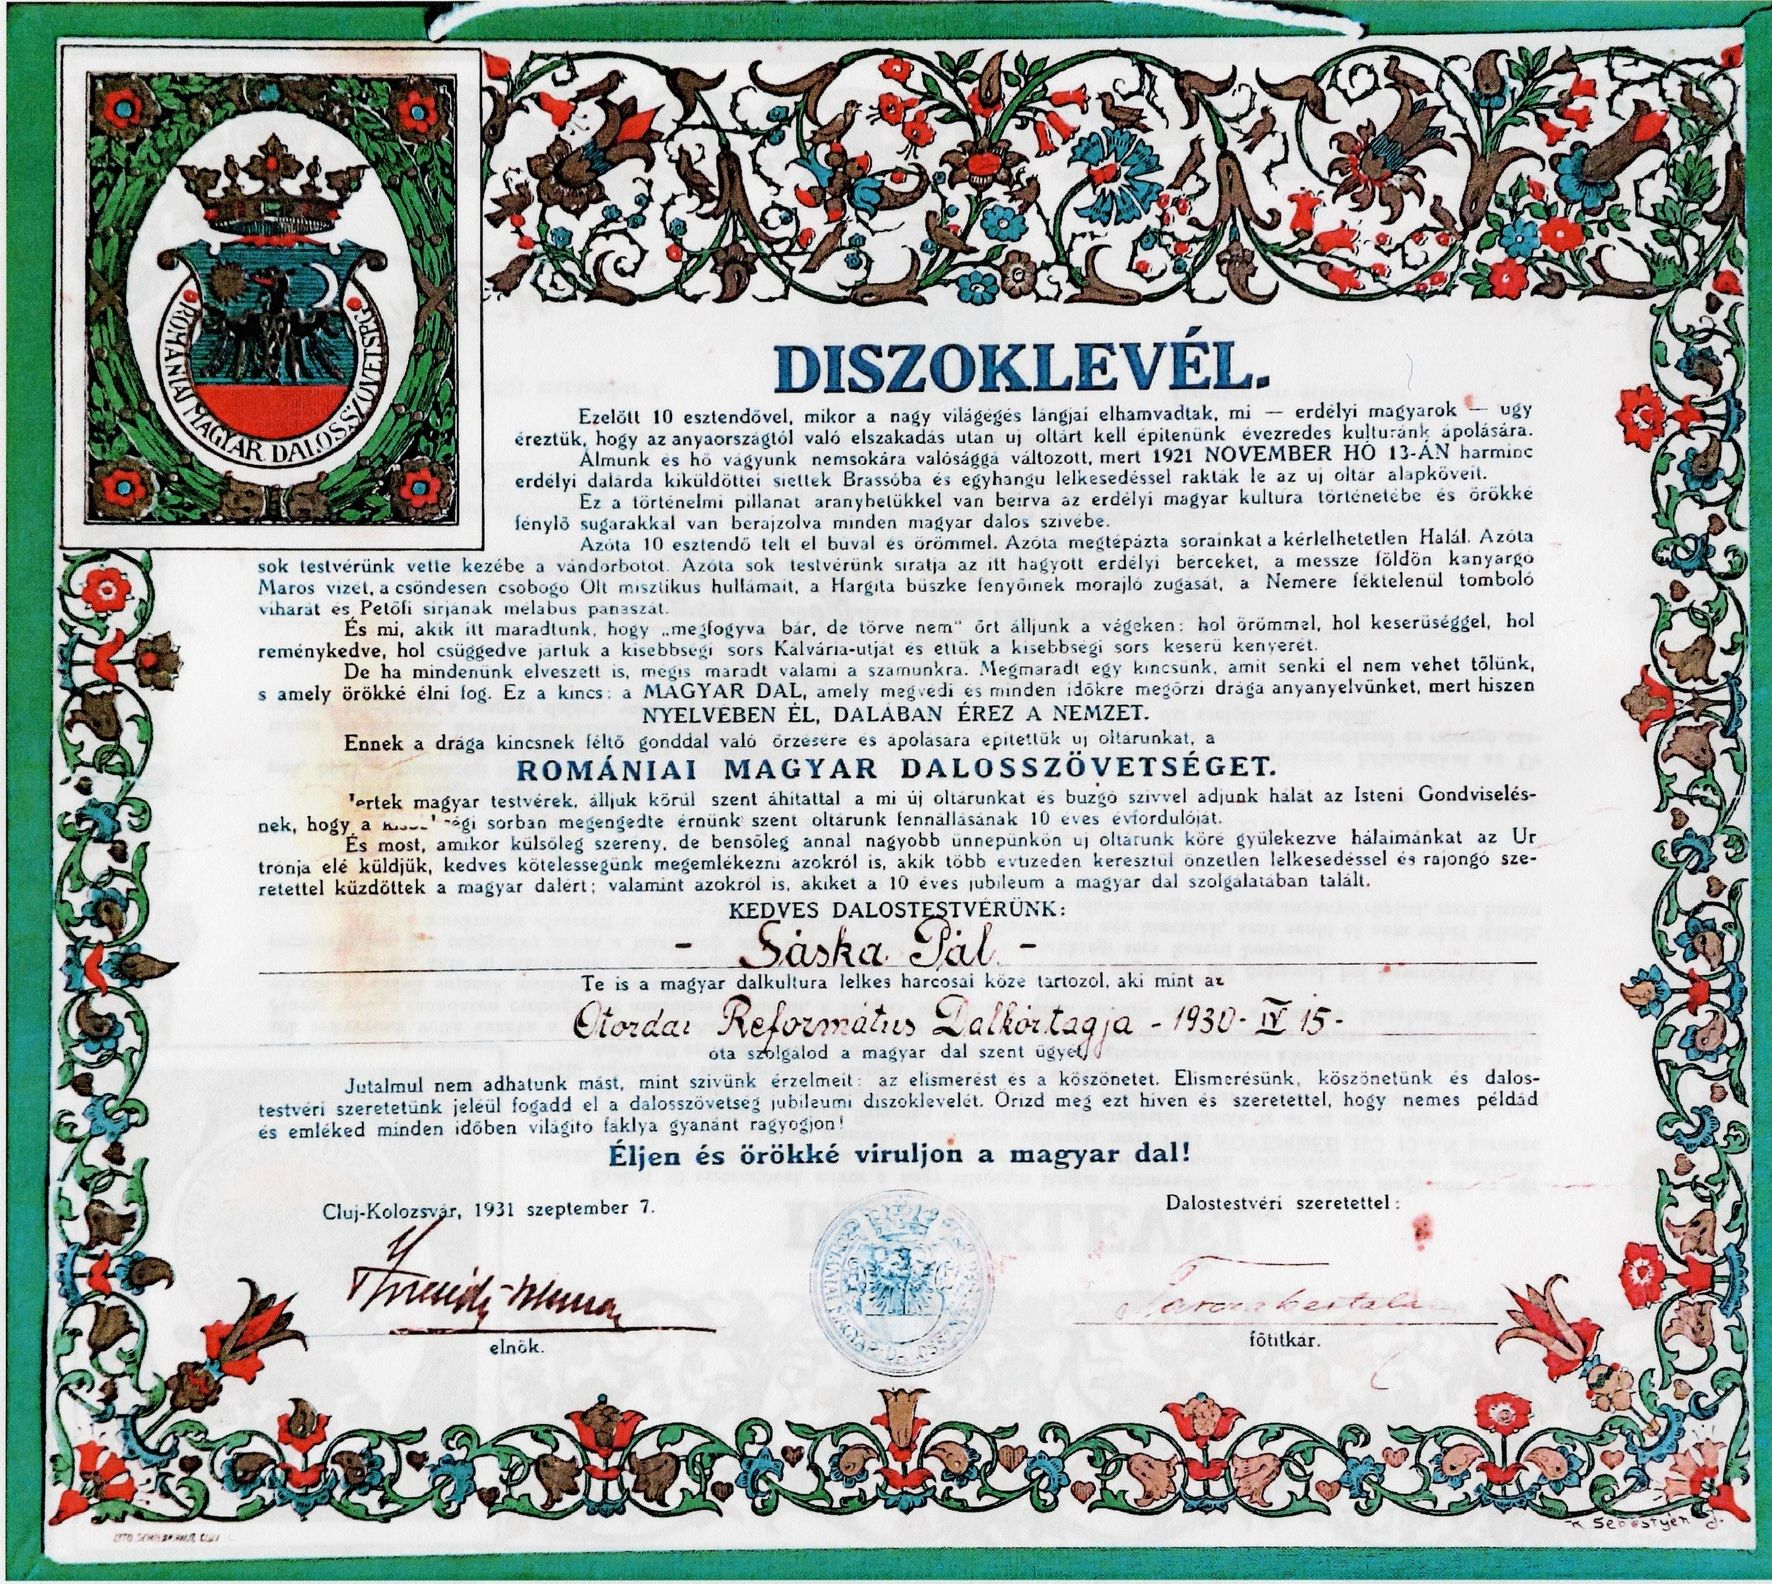 ROMÁNIAI MAGYAR DALOSSZÖVETSÉG
DISZOKLEVÉL.
Ezelőtt 10 esztendővel, mikor a nagy világégés lángjai elhamvadtak, mi — erdélyi magyarok — ugy
éreztük, hogy az anyaországtól való elszakadás után uj oltárt kell épitenünk évezredes kulturánk ápolására.
Álmunk és hő vágyunk nemsokára valósággá változott, mert 1921 NOVEMBER HÓ 13-ÁN harminc
erdélyi dalárda kiküldöttei siettek Brassóba és egyhangu lelkesedéssel rakták le az uj oltár alapköveit.
Ez a történelmi pillanat aranybetükkel van beirva az erdélyi magyar kultura történetébe és örökké
fénylő sugarakkal van berajzolva minden magyar dalos szivébe.
Azóta 10 esztendő telt el buval és örömmel. Azóta megtépázta sorainkat a kérlelhetetlen Halál. Azóta
sok testvérünk vette kezébe a vándorbotot. Azóta sok testvérünk siratja az itt hagyott erdélyi bérceket, a messze földön kanyargó
Maros vizét, a csöndesen csobogó Olt misztikus hullámait, a Hargita büszke fenyőinek morajló zugását, a Nemere féktelenül tomboló
viharát és Petőfi sirjának mélabus panaszát.
És mi, akik itt maradtunk, hogy „megfogyva bár, de törve nem" őrt álljunk a végeken: hol örömmel, hol keserüséggel, hol
reménykedve, hol csüggedve jártuk a kisebbségi sors Kálvária-utját és ettük a kisebbségi sors keserü kenyerét.
De ha mindenünk elveszett is, mégis maradt valami a számunkra. Megmaradt egy kincsünk, amit senki el nem vehet tőlünk,
s amely örökké élni fog. Ez a kincs: a MAGYAR DAL, amely megvédi és minden időkre megőrzi drága anyanyelvünket, mert hiszen
NYELVÉBEN ÉL, DALÁBAN ÉREZ A NEMZET.
Ennek a drága kincsnek féltő gonddal való őrzésére és ápolására épitettük uj oltárunkat, a
ROMÁNIAI MAGYAR DALOSSZÖVETSÉGET.
magyar testvérek, álljuk körül szent áhitattal a mi új oltárunkat és buzgó szivvel adjunk hálát az Isteni Gondviselés-
nek, hogy a sorban megengedte érnünk szent oltárunk fennállásának 10 éves évfordulóját.
És most, amikor külsőleg szerény, de bensőleg annál nagyobb ünnepünkön uj oltárunk köré gyülekezve hálaimánkat az Ur
trónja elé küldjük, kedves kötelességünk megemlékezni azokról is, akik több évtizeden keresztül önzetlen lelkesedéssel és rajongó sze-
retettel küzdöttek a magyar dalért; valamint azokról is, akiket a 10 éves jubileum a magyar dal szolgálatában talált.
KEDVES DALOSTESTVÉRÜNK:
- Sáska Pál -
Te is a magyar dalkultura lelkes harcosai közé tartozol, aki mint az
Ótordai Református Dalkör tagja - 1930 - IV 15 -
óta szolgálod a magyar dal szent ügyét.
Jutalmul nem adhatunk mást, mint szivünk érzelmeit: az elismerést és a köszönetet. Elismerésünk, köszönetünk és dalos-
testvéri szeretetünk jeléül fogadd el a dalosszövetség jubileumi diszoklevelét. Őrizd meg ezt hiven és szeretettel, hogy nemes példád
és emléked minden időben világitó fáklya gyanánt ragyogjon!
Éljen és örökké viruljon a magyar dal!
Cluj-Kolozsvár, 1931 szeptember 7.
Dalostestvéri szeretettel:
elnök.
főtitkár.
K Sebestyén J.